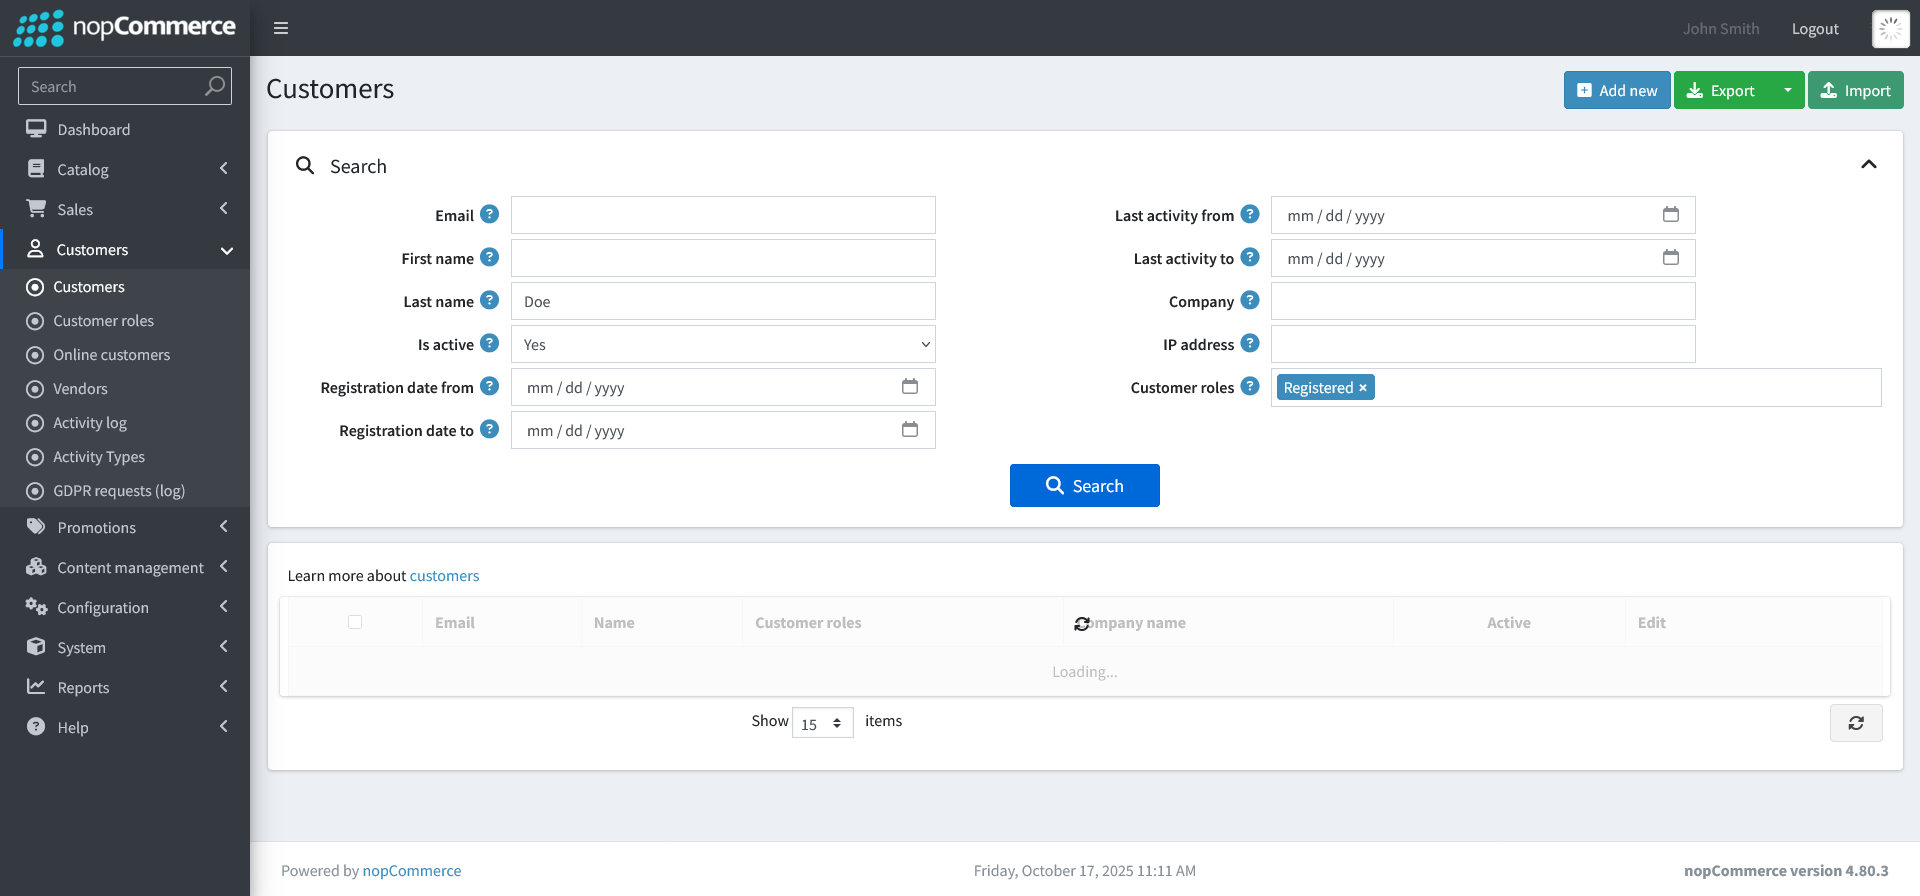 nopCommerce
John Smith
Logout
Search
Dashboard
Catalog
Sales
Customers
Customers
Customer roles
Online customers
Vendors
Activity log
Activity Types
GDPR requests (log)
Promotions
Content management
Configuration
System
Reports
Help
Customers
Add new
Export
Import
Search
Email ?
First name ?
Last name ? Doe
Is active ? Yes
Registration date from ? mm / dd / yyyy
Registration date to ? mm / dd / yyyy
Last activity from ? mm / dd / yyyy
Last activity to ? mm / dd / yyyy
Company ?
IP address ?
Customer roles ? Registered ×
Search
Learn more about customers
Email Name Customer roles Company name Active Edit
Loading...
Show 15 items
Powered by nopCommerce
Friday, October 17, 2025 11:11 AM
nopCommerce version 4.80.3